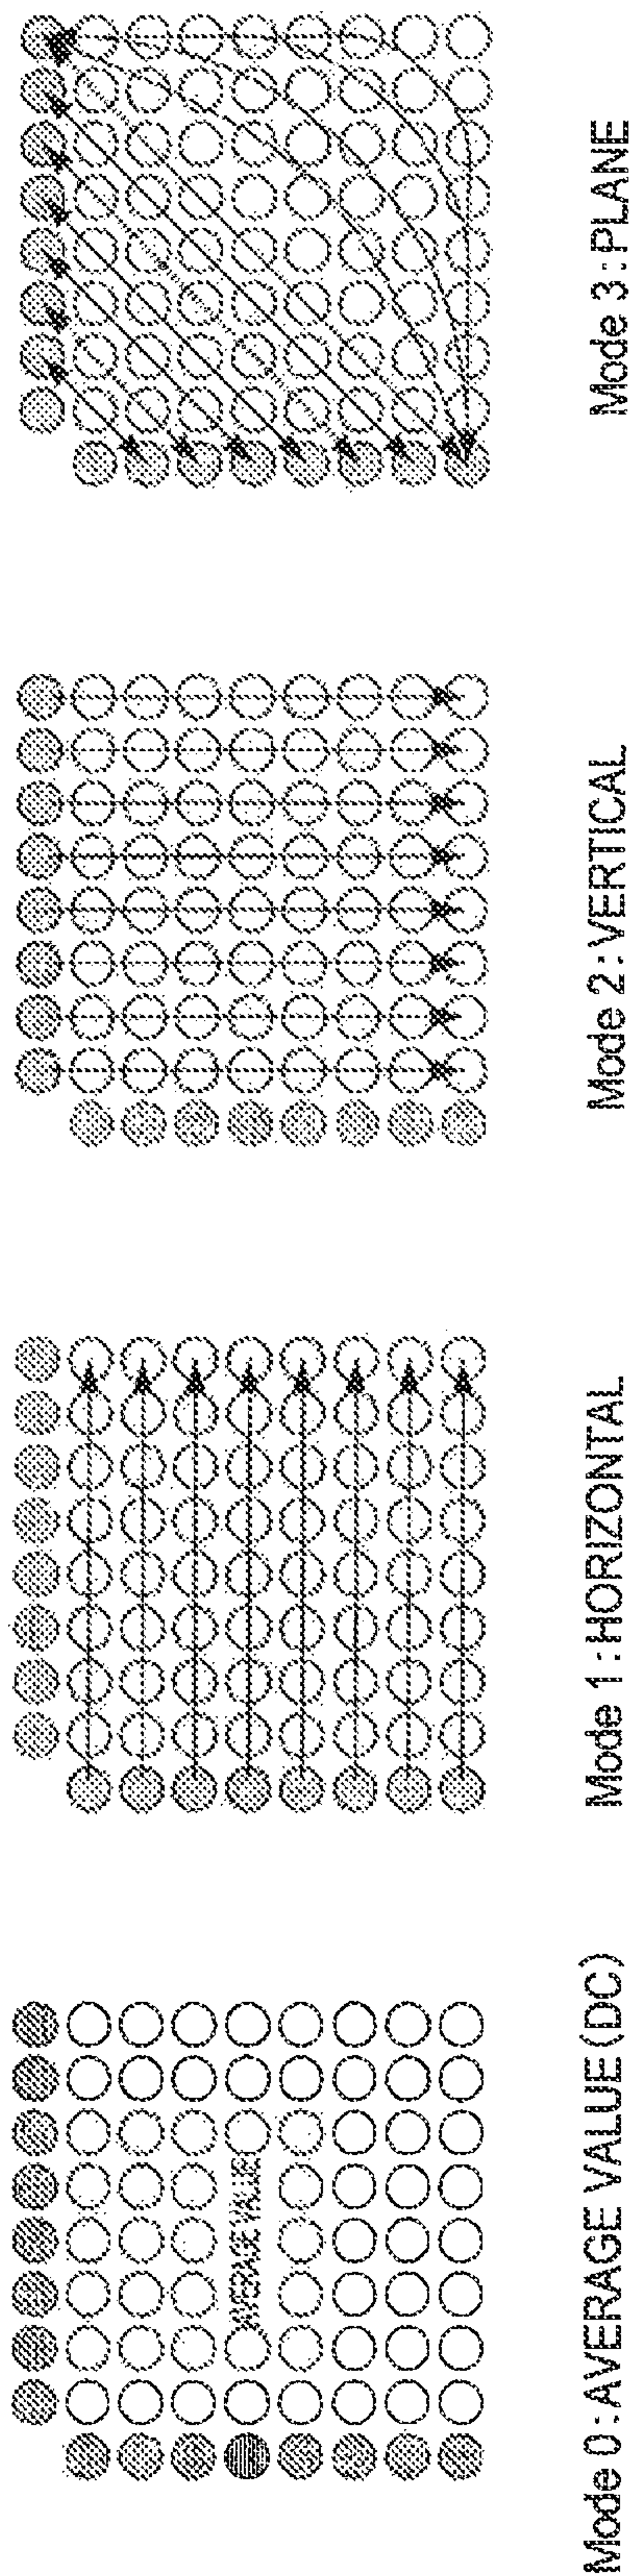 AVERAGE VALUE
Mode 0 : AVERAGE VALUE (DC)
Mode 1 : HORIZONTAL
Mode 2 : VERTICAL
Mode 3 : PLANE